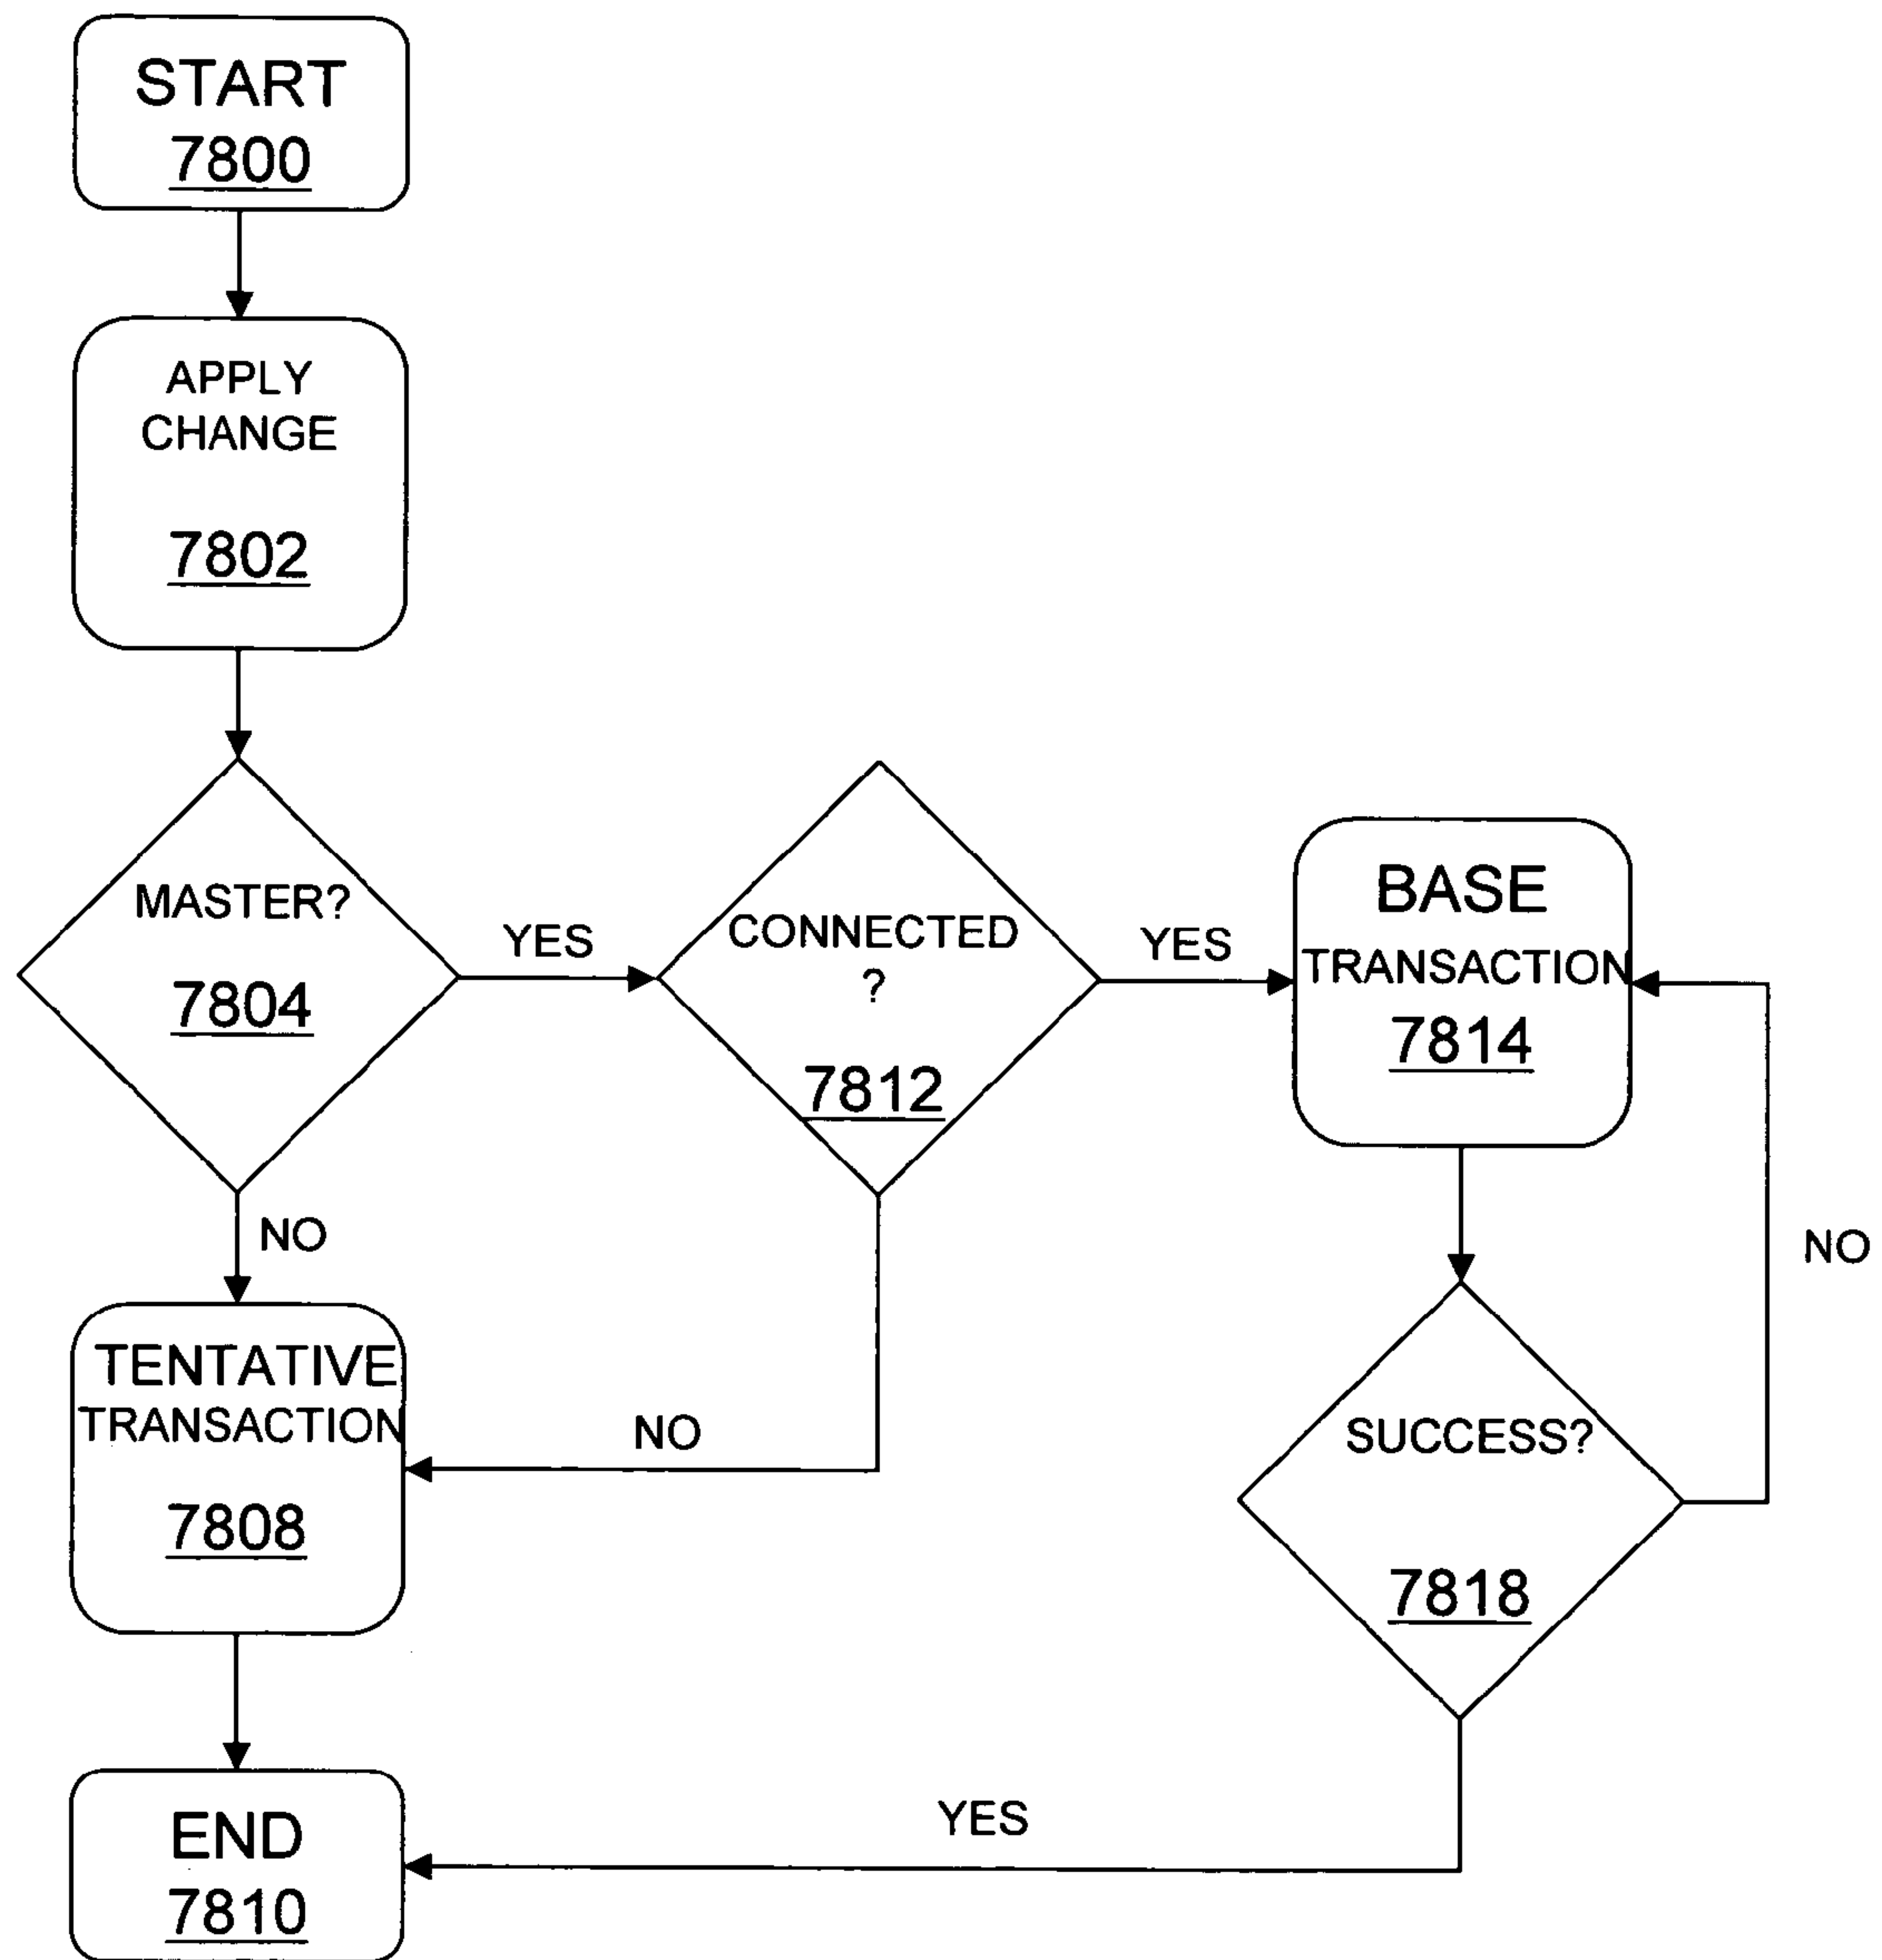 START
7800
APPLY
CHANGE
7802
MASTER?
7804
YES
CONNECTED
?
7812
YES
BASE
TRANSACTION
7814
NO
TENTATIVE
TRANSACTION
7808
NO
SUCCESS?
7818
NO
END
7810
YES